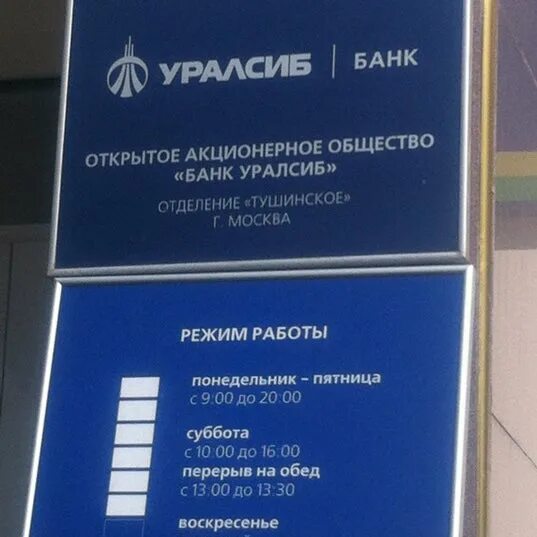 УРАЛСИБ | БАНК
ОТКРЫТОЕ АКЦИОНЕРНОЕ ОБЩЕСТВО
«БАНК УРАЛСИБ»
ОТДЕЛЕНИЕ «ТУШИНСКОЕ»
Г. МОСКВА
РЕЖИМ РАБОТЫ
понедельник – пятница
с 9:00 до 20:00
суббота
с 10:00 до 16:00
перерыв на обед
с 13:00 до 13:30
воскресенье